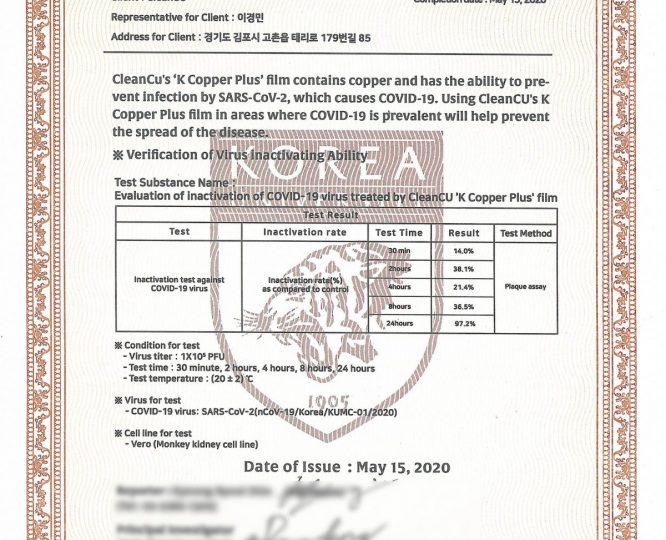 Completion date : May 15, 2020
Representative for Client : 이경민
Address for Client : 경기도 김포시 고촌읍 태리로 179번길 85
CleanCu's 'K Copper Plus' film contains copper and has the ability to pre-
vent infection by SARS-CoV-2, which causes COVID-19. Using CleanCU's K
Copper Plus film in areas where COVID-19 is prevalent will help prevent
the spread of the disease.
※ Verification of Virus Inactivating Ability
KOREA
Test Substance Name :
Evaluation of inactivation of COVID-19 virus treated by CleanCU 'K Copper Plus' film
Test Result
Test Inactivation rate Test Time Result Test Method
Inactivation test against
COVID-19 virus
Inactivation rate(%)
as compared to control
30 min 14.0%
2hours 38.1%
4hours 21.4%
8hours 36.5%
24hours 97.2%
Plaque assay
※ Condition for test
- Virus titer : 1X10⁵ PFU
- Test time : 30 minute, 2 hours, 4 hours, 8 hours, 24 hours
- Test temperature : (20 ± 2) ℃
1905
※ Virus for test
- COVID-19 virus: SARS-CoV-2(nCoV-19/Korea/KUMC-01/2020)
※ Cell line for test
- Vero (Monkey kidney cell line)
Date of Issue : May 15, 2020